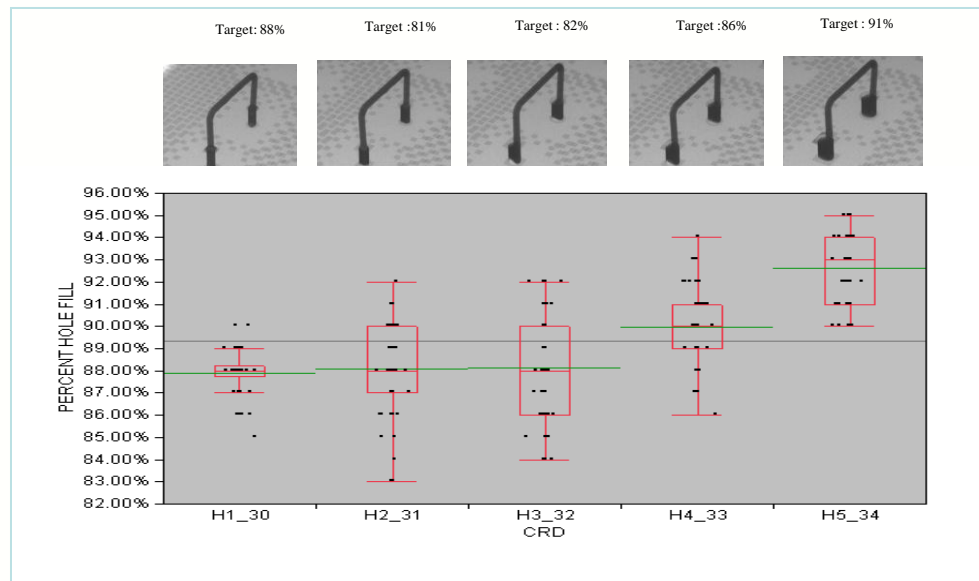 Target: 88%
Target :81%
Target : 82%
Target : 86%
Target : 91%
PERCENT HOLE FILL
96.00%
95.00%
94.00%
93.00%
92.00%
91.00%
90.00%
89.00%
88.00%
87.00%
86.00%
85.00%
84.00%
83.00%
82.00%
H1_30
H2_31
H3_32
H4_33
H5_34
CRD